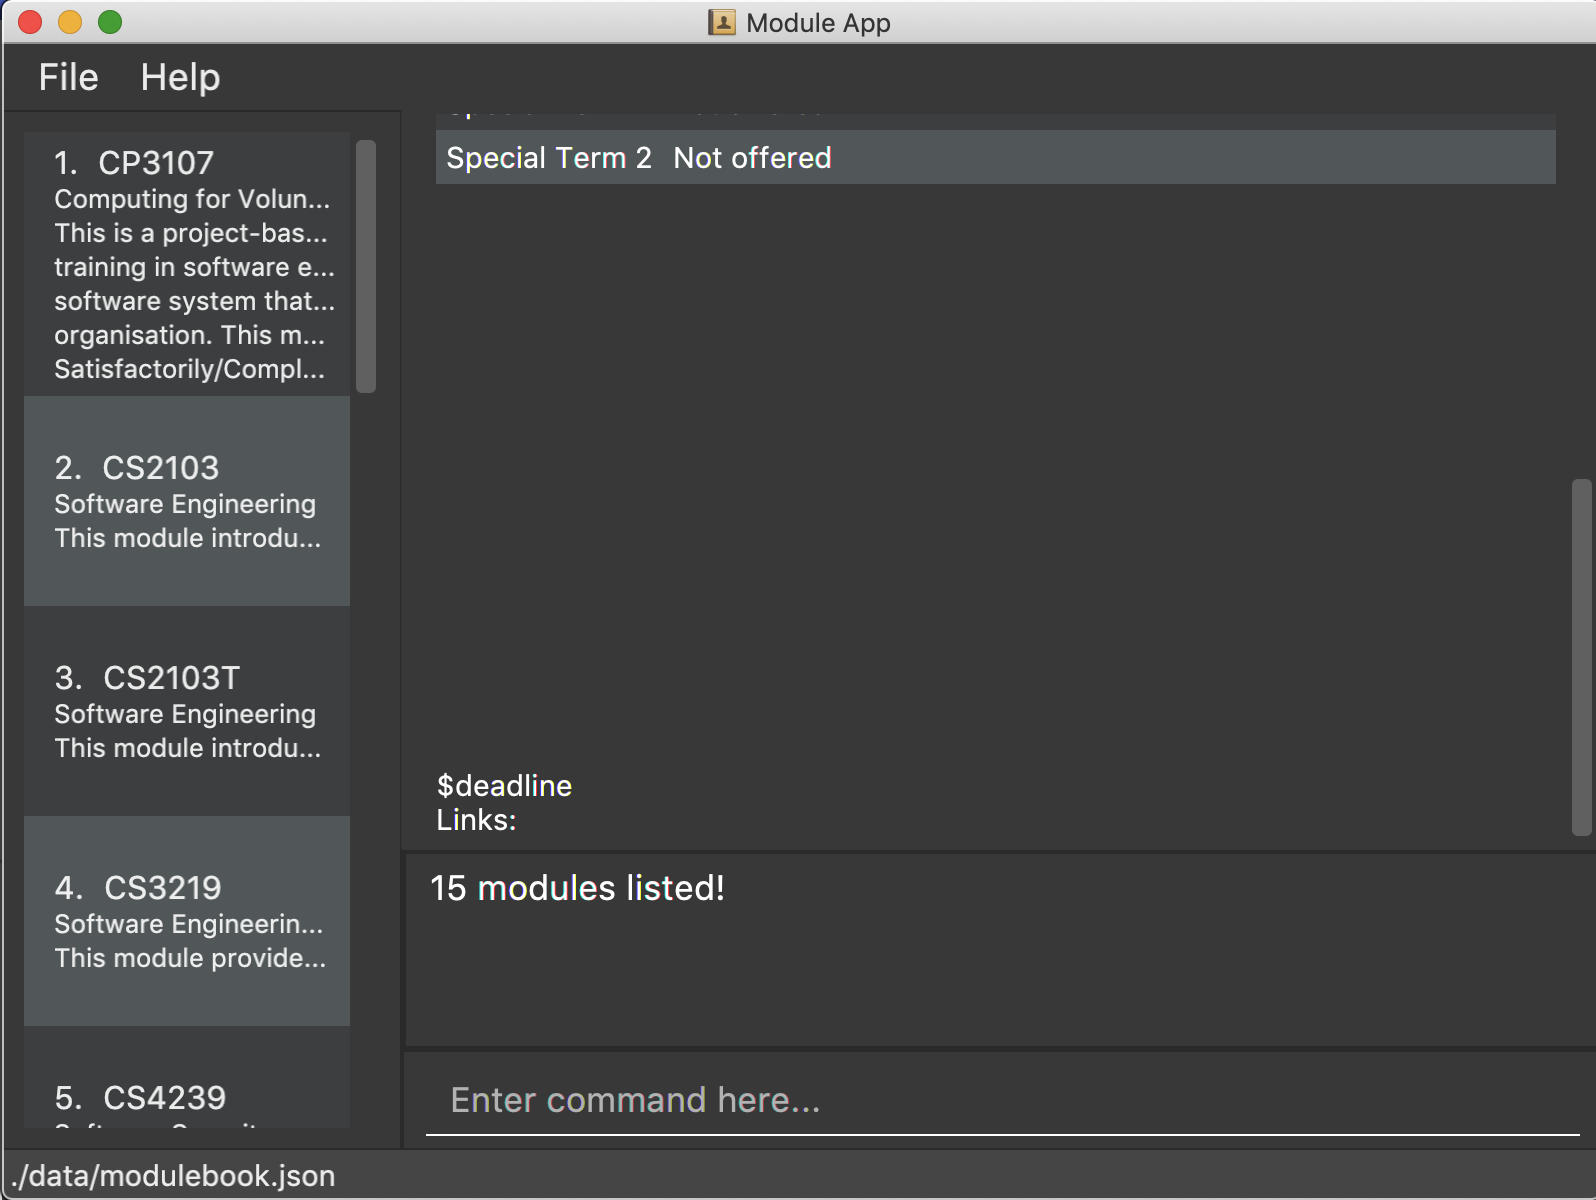 Module App
File Help
1. CP3107
Computing for Volun...
This is a project-bas...
training in software e...
software system that...
organisation. This m...
Satisfactorily/Compl...
2. CS2103
Software Engineering
This module introdu...
3. CS2103T
Software Engineering
This module introdu...
4. CS3219
Software Engineerin...
This module provide...
5. CS4239
Special Term 2 Not offered
$deadline
Links:
15 modules listed!
Enter command here...
./data/modulebook.json